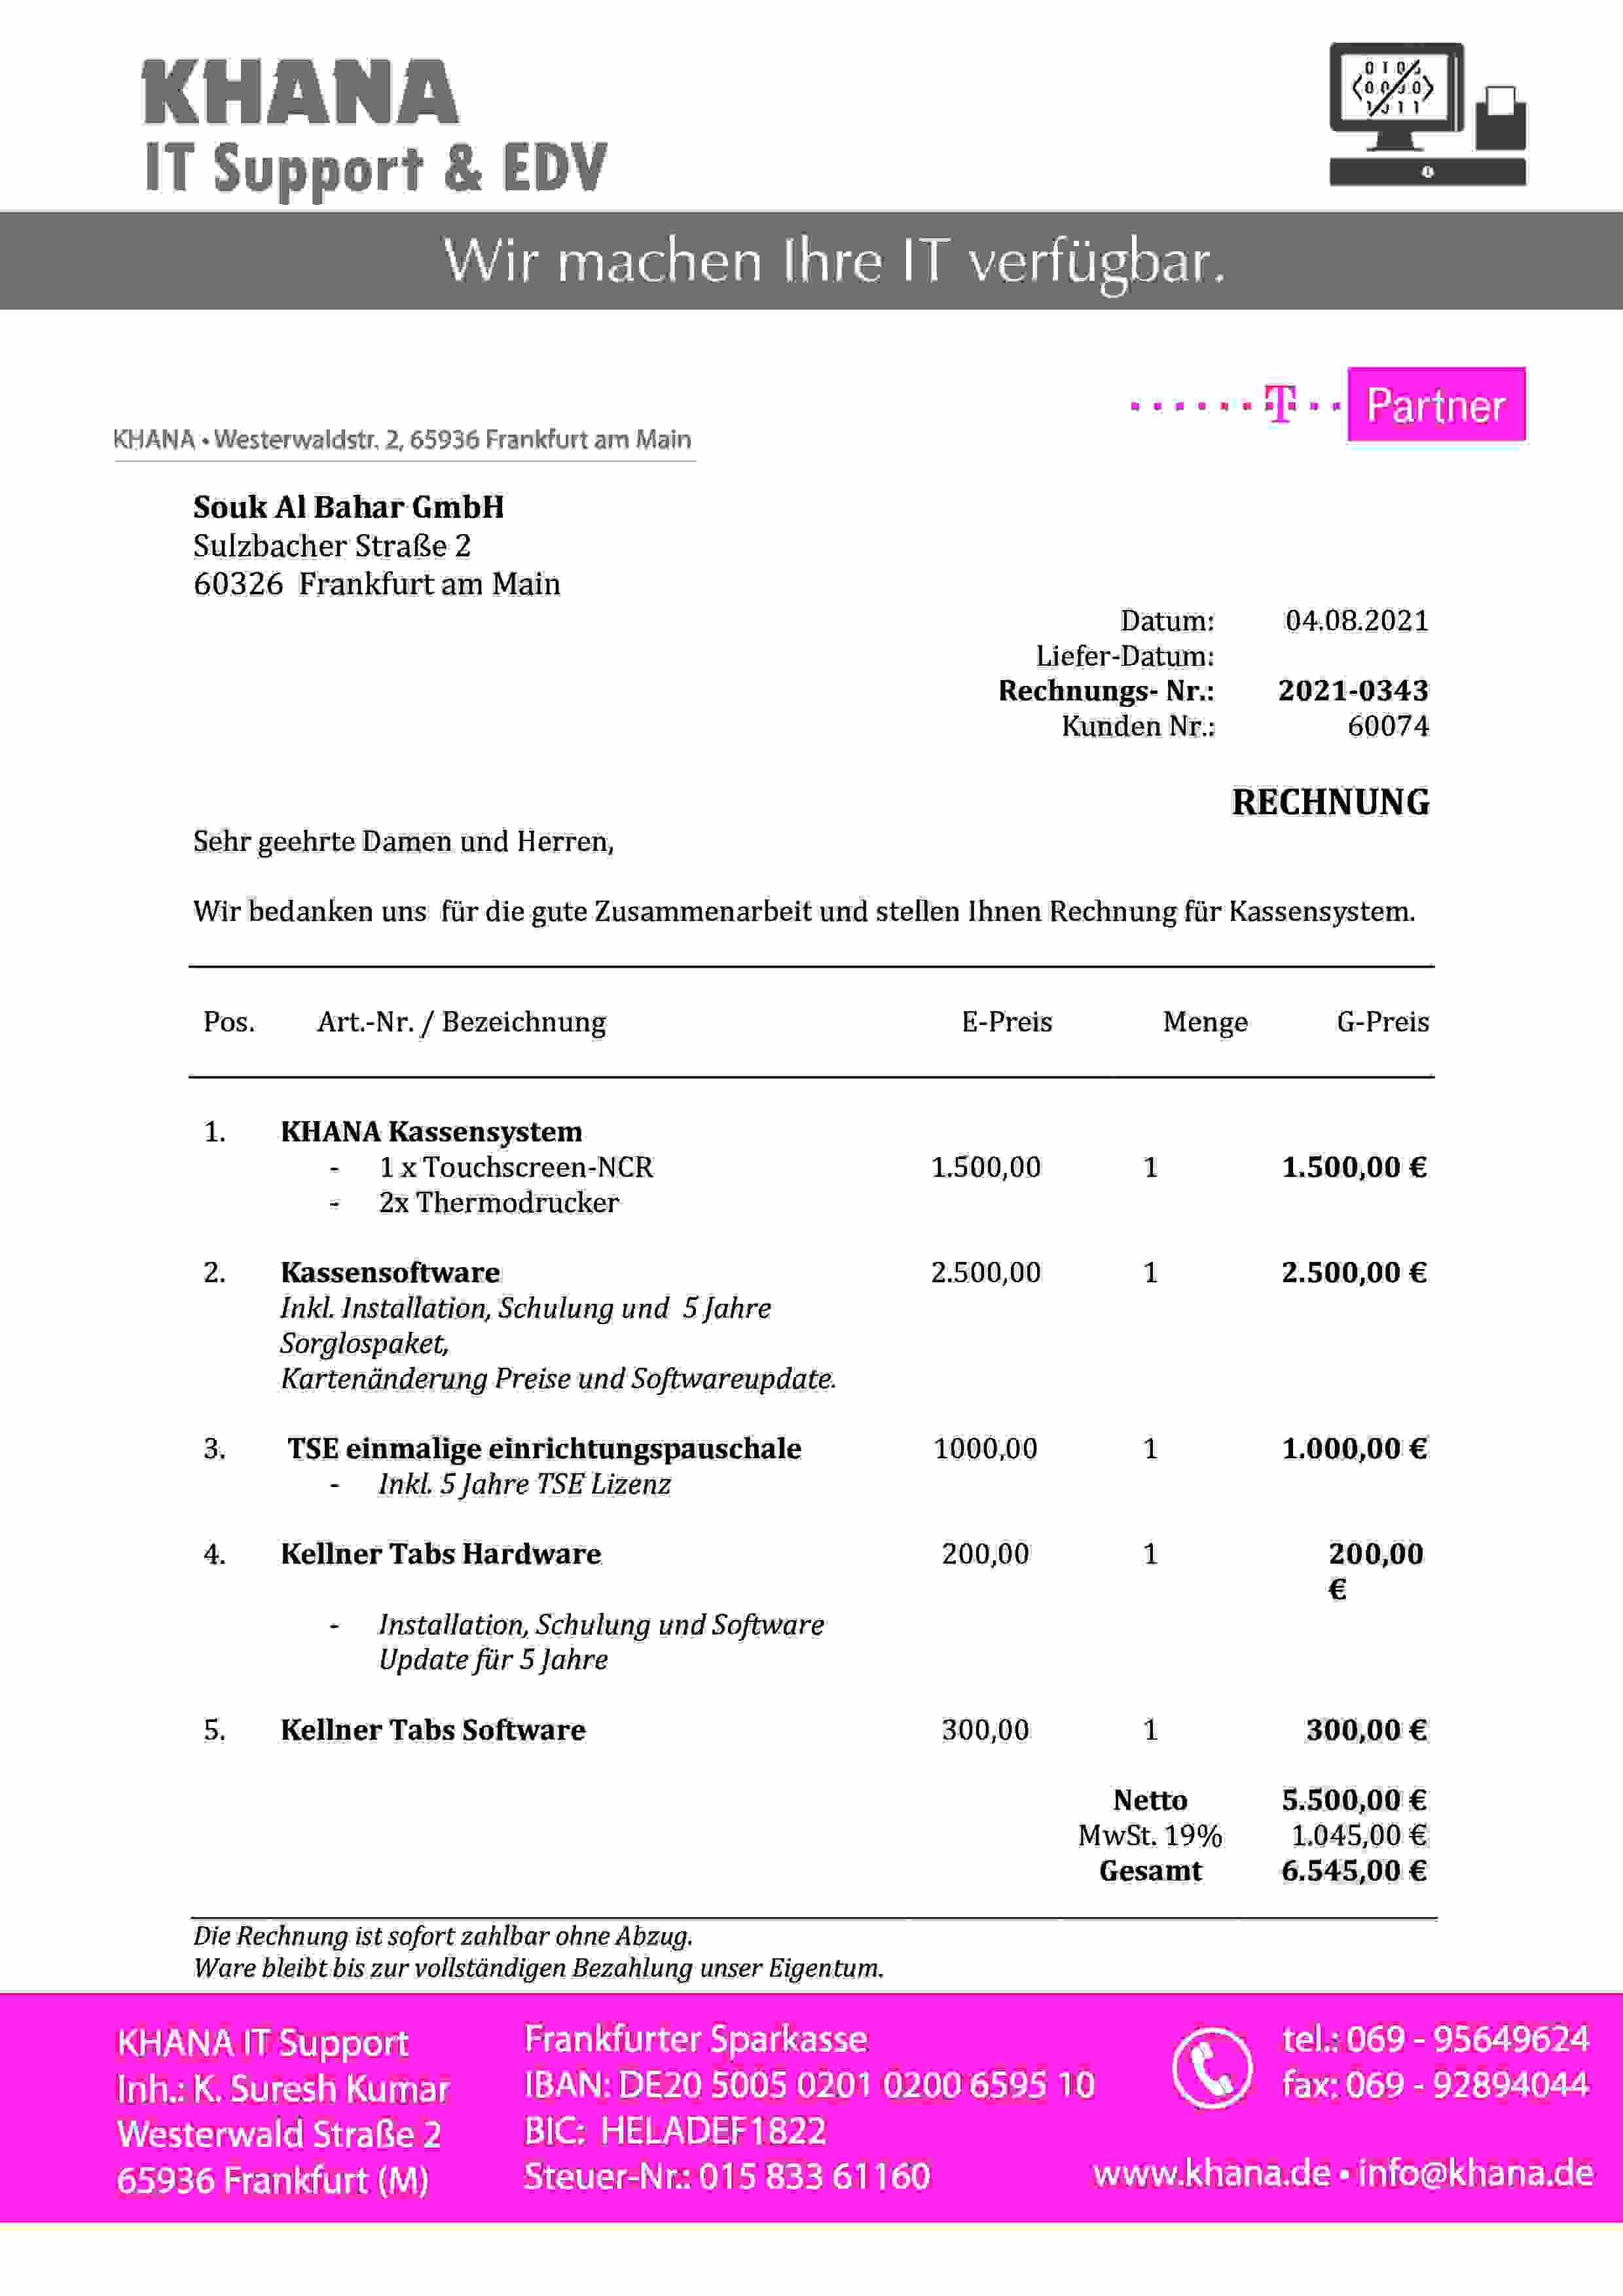 KHANA
IT Support & EDV
Wir machen Ihre IT verfügbar.
T Partner
KHANA • Westerwaldstr. 2, 65936 Frankfurt am Main
Souk Al Bahar GmbH
Sulzbacher Straße 2
60326 Frankfurt am Main
Datum: 04.08.2021
Liefer-Datum:
Rechnungs- Nr.: 2021-0343
Kunden Nr.: 60074
RECHNUNG
Sehr geehrte Damen und Herren,
Wir bedanken uns für die gute Zusammenarbeit und stellen Ihnen Rechnung für Kassensystem.
Pos. Art.-Nr. / Bezeichnung E-Preis Menge G-Preis
1. KHANA Kassensystem
- 1 x Touchscreen-NCR 1.500,00 1 1.500,00 €
- 2x Thermodrucker
2. Kassensoftware 2.500,00 1 2.500,00 €
Inkl. Installation, Schulung und 5 Jahre
Sorglospaket,
Kartenänderung Preise und Softwareupdate.
3. TSE einmalige einrichtungspauschale 1000,00 1 1.000,00 €
- Inkl. 5 Jahre TSE Lizenz
4. Kellner Tabs Hardware 200,00 1 200,00
€
- Installation, Schulung und Software
Update für 5 Jahre
5. Kellner Tabs Software 300,00 1 300,00 €
Netto 5.500,00 €
MwSt. 19% 1.045,00 €
Gesamt 6.545,00 €
Die Rechnung ist sofort zahlbar ohne Abzug.
Ware bleibt bis zur vollständigen Bezahlung unser Eigentum.
KHANA IT Support
Inh.: K. Suresh Kumar
Westerwald Straße 2
65936 Frankfurt (M)
Frankfurter Sparkasse
IBAN: DE20 5005 0201 0200 6595 10
BIC: HELADEF1822
Steuer-Nr.: 015 833 61160
tel.: 069 - 95649624
fax: 069 - 92894044
www.khana.de • info@khana.de